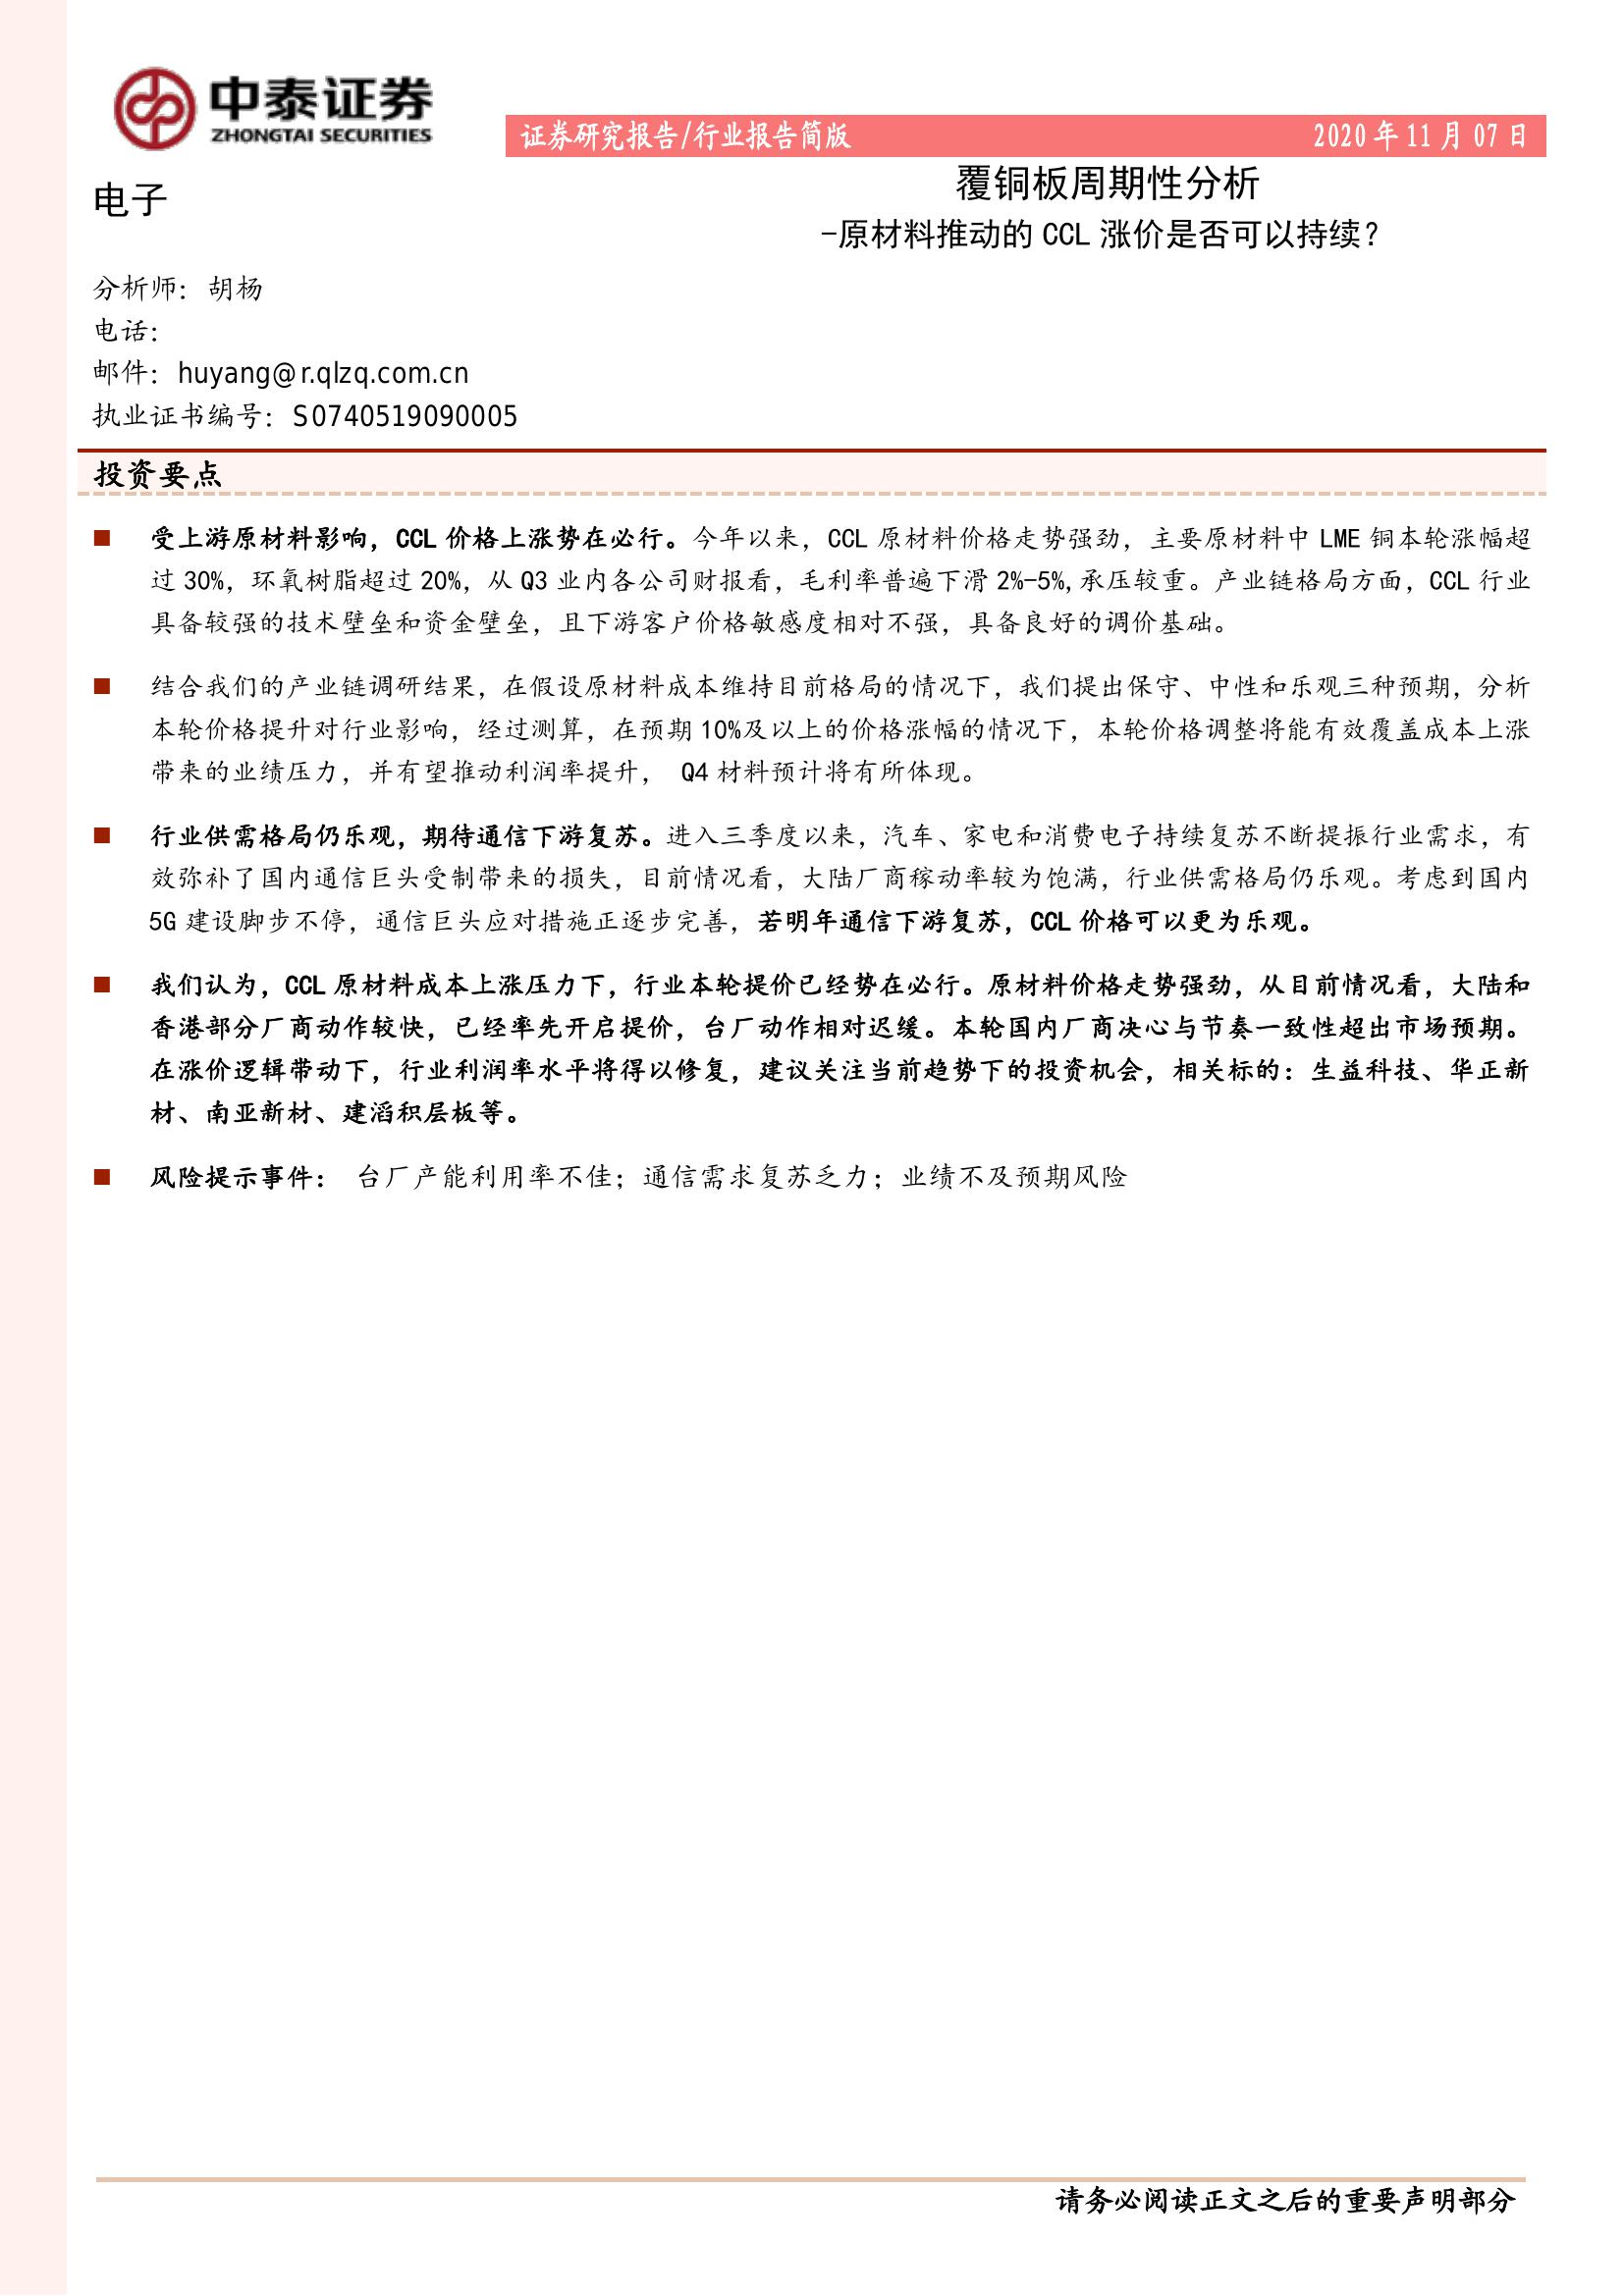 中泰证券
ZHONGTAI SECURITIES
证券研究报告/行业报告简版
2020 年 11 月 07 日
电子
覆铜板周期性分析
-原材料推动的 CCL 涨价是否可以持续？
分析师：胡杨
电话：
邮件：huyang@r.qlzq.com.cn
执业证书编号：S0740519090005
投资要点
■ 受上游原材料影响，CCL 价格上涨势在必行。今年以来，CCL 原材料价格走势强劲，主要原材料中 LME 铜本轮涨幅超
过 30%，环氧树脂超过 20%，从 Q3 业内各公司财报看，毛利率普遍下滑 2%-5%,承压较重。产业链格局方面，CCL 行业
具备较强的技术壁垒和资金壁垒，且下游客户价格敏感度相对不强，具备良好的调价基础。
■ 结合我们的产业链调研结果，在假设原材料成本维持目前格局的情况下，我们提出保守、中性和乐观三种预期，分析
本轮价格提升对行业影响，经过测算，在预期 10%及以上的价格涨幅的情况下，本轮价格调整将能有效覆盖成本上涨
带来的业绩压力，并有望推动利润率提升， Q4 材料预计将有所体现。
■ 行业供需格局仍乐观，期待通信下游复苏。进入三季度以来，汽车、家电和消费电子持续复苏不断提振行业需求，有
效弥补了国内通信巨头受制带来的损失，目前情况看，大陆厂商稼动率较为饱满，行业供需格局仍乐观。考虑到国内
5G 建设脚步不停，通信巨头应对措施正逐步完善，若明年通信下游复苏，CCL 价格可以更为乐观。
■ 我们认为，CCL 原材料成本上涨压力下，行业本轮提价已经势在必行。原材料价格走势强劲，从目前情况看，大陆和
香港部分厂商动作较快，已经率先开启提价，台厂动作相对迟缓。本轮国内厂商决心与节奏一致性超出市场预期。
在涨价逻辑带动下，行业利润率水平将得以修复，建议关注当前趋势下的投资机会，相关标的：生益科技、华正新
材、南亚新材、建滔积层板等。
■ 风险提示事件： 台厂产能利用率不佳；通信需求复苏乏力；业绩不及预期风险
请务必阅读正文之后的重要声明部分